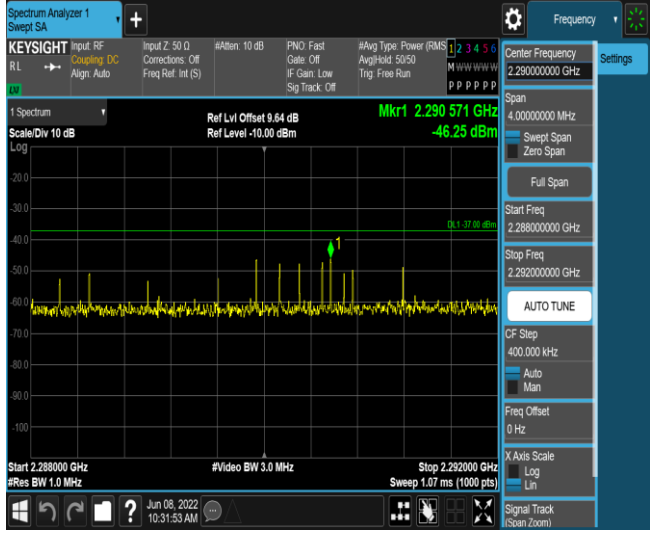 Spectrum Analyzer 1
Swept SA
Frequency
KEYSIGHT
RL
Input: RF
Coupling: DC
Align: Auto
Input Z: 50 Ω
Corrections: Off
Freq Ref: Int (S)
#Atten: 10 dB
PNO: Fast
Gate: Off
IF Gain: Low
Sig Track: Off
#Avg Type: Power (RMS
Avg|Hold: 50/50
Trig: Free Run
1 2 3 4 5 6
M W W W W W
P P P P P P
1 Spectrum
Scale/Div 10 dB
Log
Ref Lvl Offset 9.64 dB
Ref Level -10.00 dBm
Mkr1 2.290 571 GHz
-46.25 dBm
-20.0
-30.0
DL1 -37.00 dBm
-40.0
1
-50.0
-60.0
-70.0
-80.0
-90.0
-100
Start 2.288000 GHz
#Res BW 1.0 MHz
#Video BW 3.0 MHz
Stop 2.292000 GHz
Sweep 1.07 ms (1000 pts)
Jun 08, 2022
10:31:53 AM
Center Frequency
2.290000000 GHz
Settings
Span
4.00000000 MHz
Swept Span
Zero Span
Full Span
Start Freq
2.288000000 GHz
Stop Freq
2.292000000 GHz
AUTO TUNE
CF Step
400.000 kHz
Auto
Man
Freq Offset
0 Hz
X Axis Scale
Log
Lin
Signal Track
(Span Zoom)